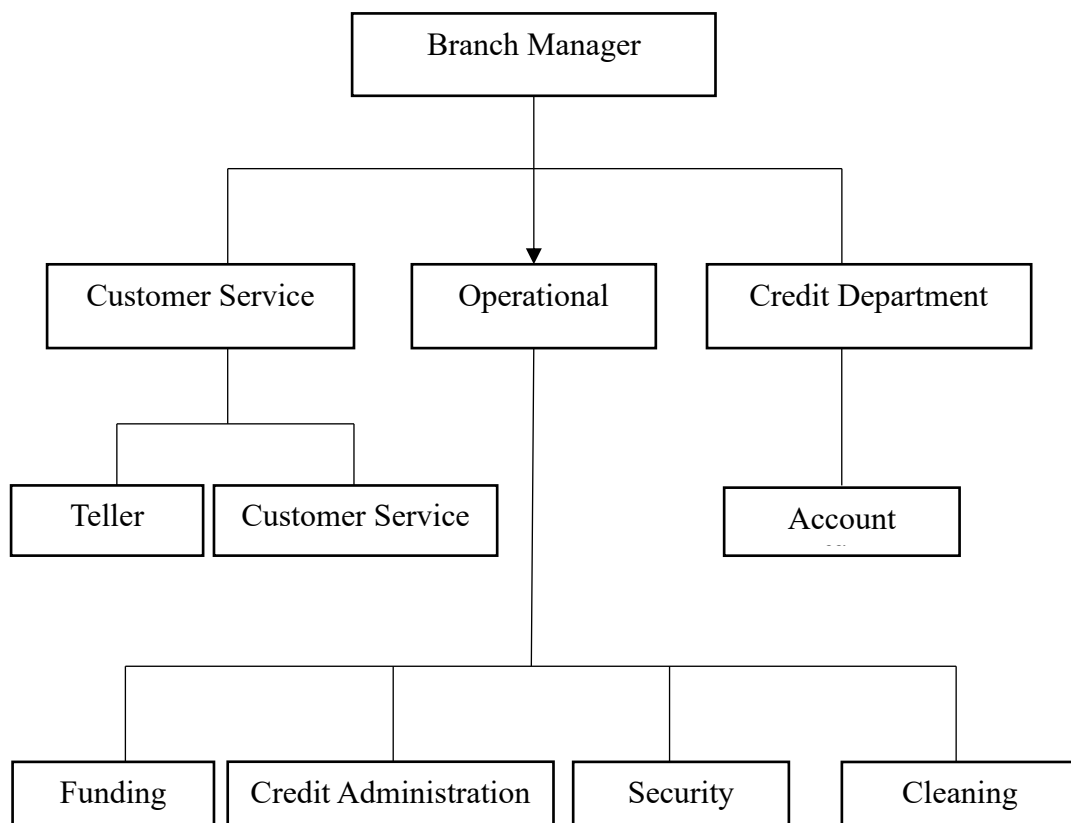 Branch Manager
Customer Service
Operational
Credit Department
Teller
Customer Service
Account
Funding
Credit Administration
Security
Cleaning